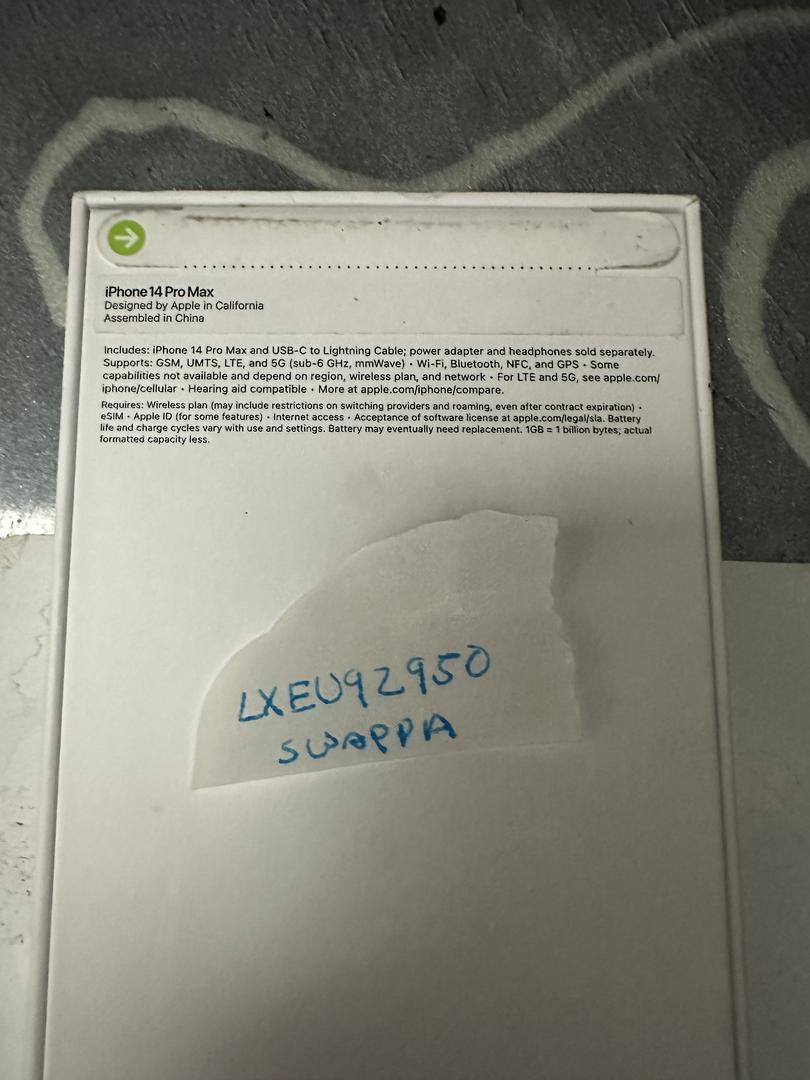 iPhone 14 Pro Max
Designed by Apple in California
Assembled in China
Includes: iPhone 14 Pro Max and USB-C to Lightning Cable; power adapter and headphones sold separately.
Supports: GSM, UMTS, LTE, and 5G (sub-6 GHz, mmWave) • Wi-Fi, Bluetooth, NFC, and GPS • Some
capabilities not available and depend on region, wireless plan, and network • For LTE and 5G, see apple.com/
iphone/cellular • Hearing aid compatible • More at apple.com/iphone/compare.
Requires: Wireless plan (may include restrictions on switching providers and roaming, even after contract expiration) •
eSIM • Apple ID (for some features) • Internet access • Acceptance of software license at apple.com/legal/sla. Battery
life and charge cycles vary with use and settings. Battery may eventually need replacement. 1GB = 1 billion bytes; actual
formatted capacity less.
LXEU92950
SWAPPA